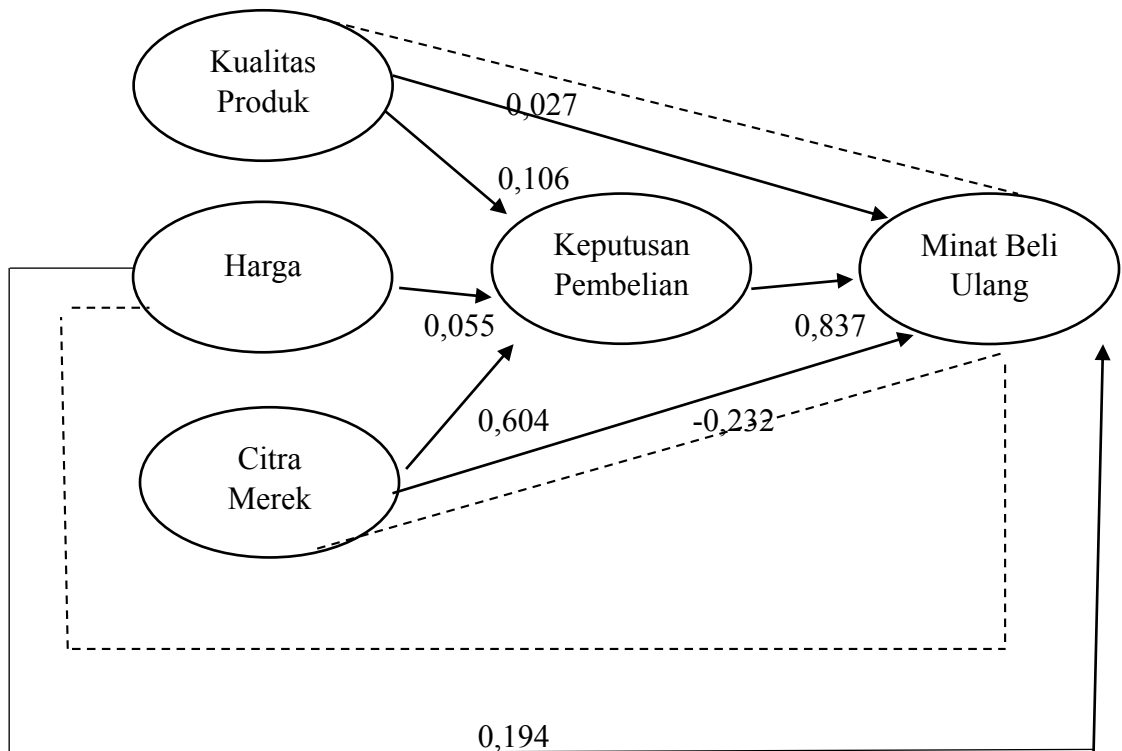 Kualitas
Produk
0,027
0,106
Harga
Keputusan
Pembelian
Minat Beli
Ulang
0,055
0,837
Citra
Merek
0,604
-0,232
0,194